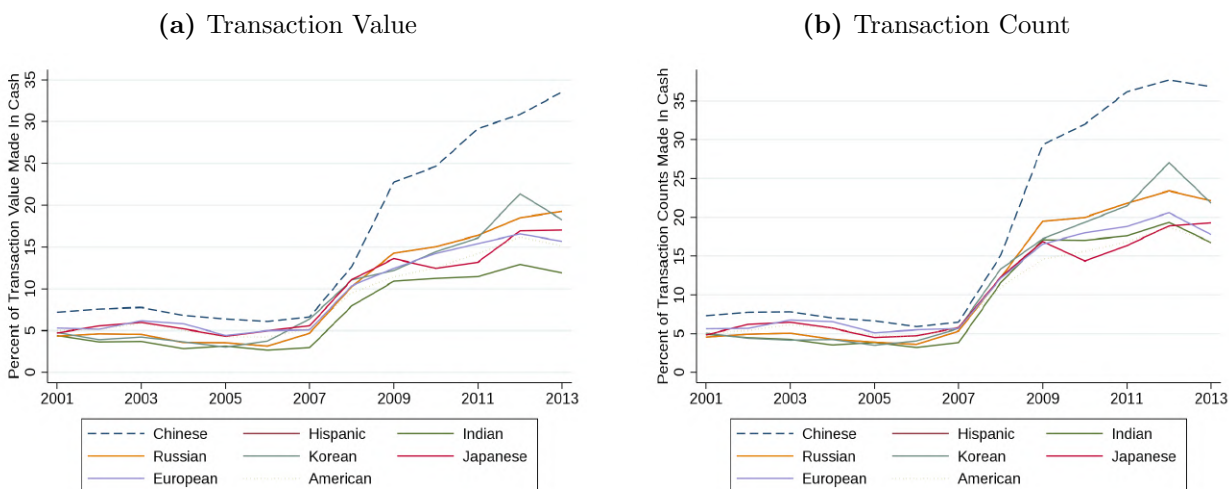 (a) Transaction Value
Percent of Transaction Value Made In Cash
35
30
25
20
15
10
5
0
2001 2003 2005 2007 2009 2011 2013
Chinese Hispanic Indian
Russian Korean Japanese
European American
(b) Transaction Count
Percent of Transaction Counts Made In Cash
35
30
25
20
15
10
5
0
2001 2003 2005 2007 2009 2011 2013
Chinese Hispanic Indian
Russian Korean Japanese
European American